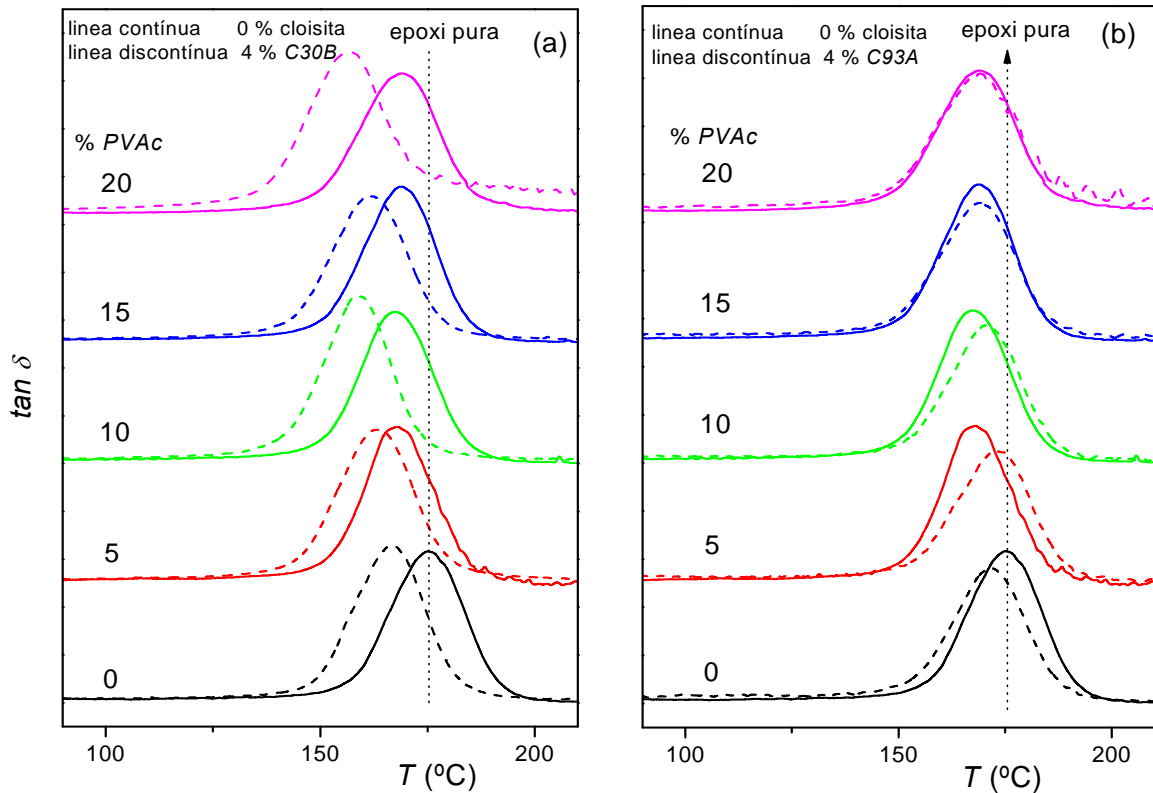 linea contínua 0 % cloisita
linea discontínua 4 % C30B
epoxi pura
(a)
% PVAc
20
15
10
5
0
tan δ
100 150 200
T (ºC)
linea contínua 0 % cloisita
linea discontínua 4 % C93A
epoxi pura
(b)
% PVAc
20
15
10
5
0
100 150 200
T (ºC)